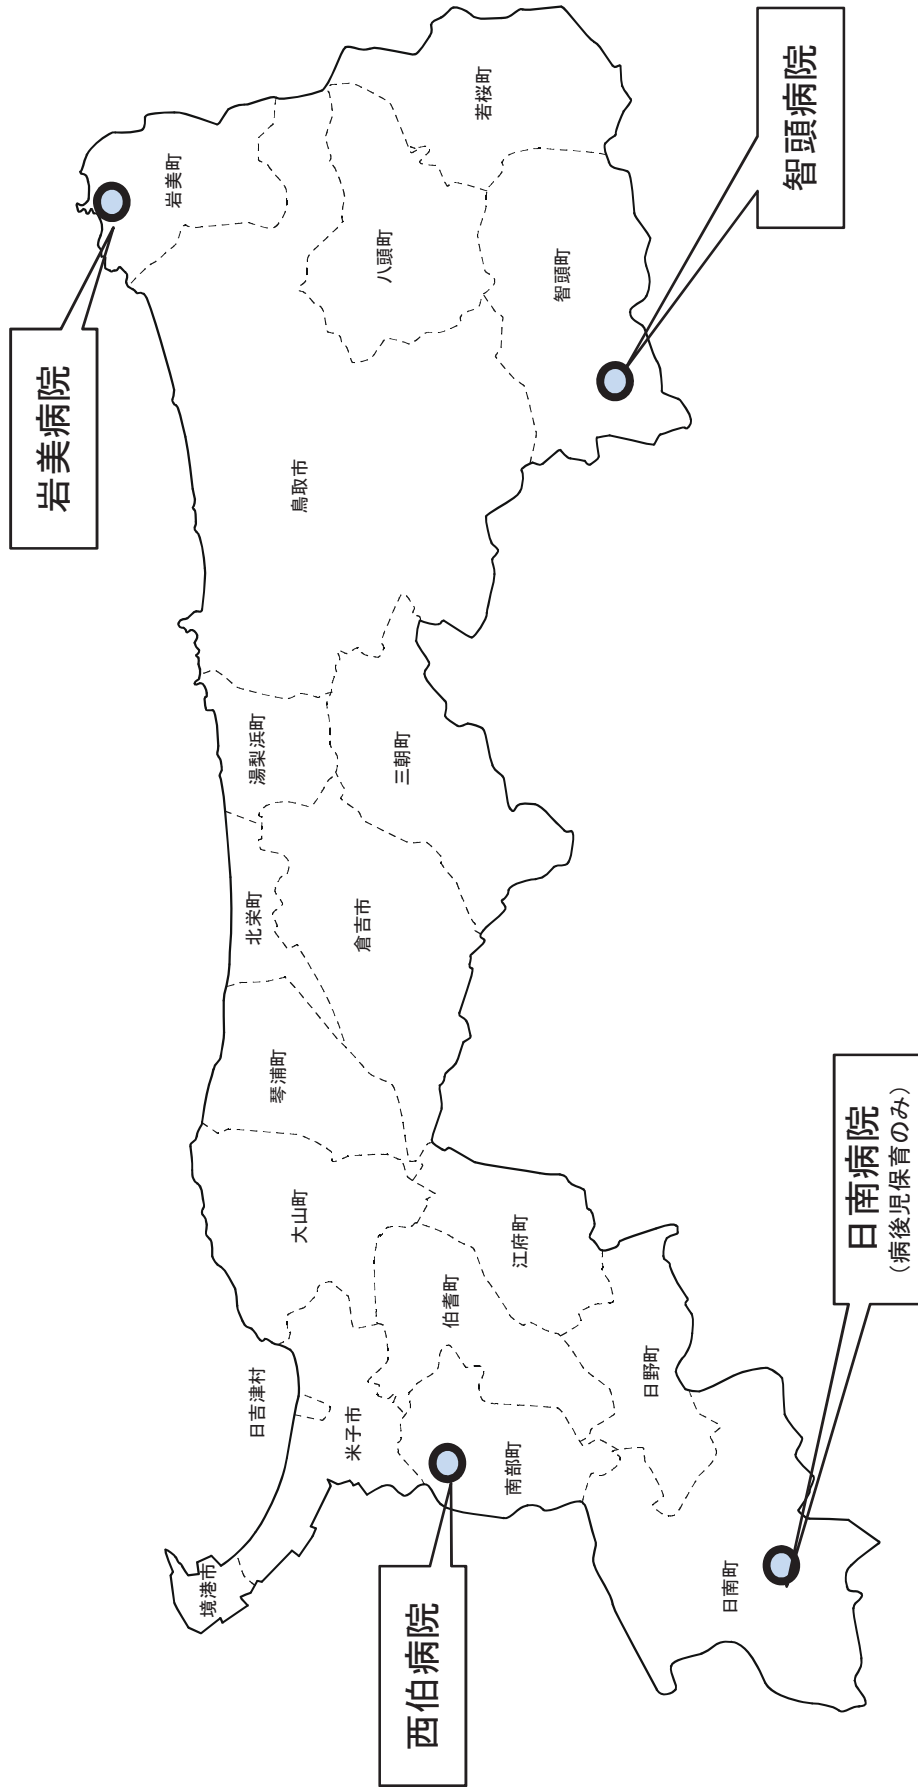 岩美病院
智頭病院
西伯病院
日南病院
（病後児保育のみ）
岩美町
若桜町
八頭町
智頭町
鳥取市
湯梨浜町
三朝町
北栄町
倉吉市
琴浦町
大山町
江府町
伯耆町
日吉津村
米子市
日野町
南部町
境港市
日南町